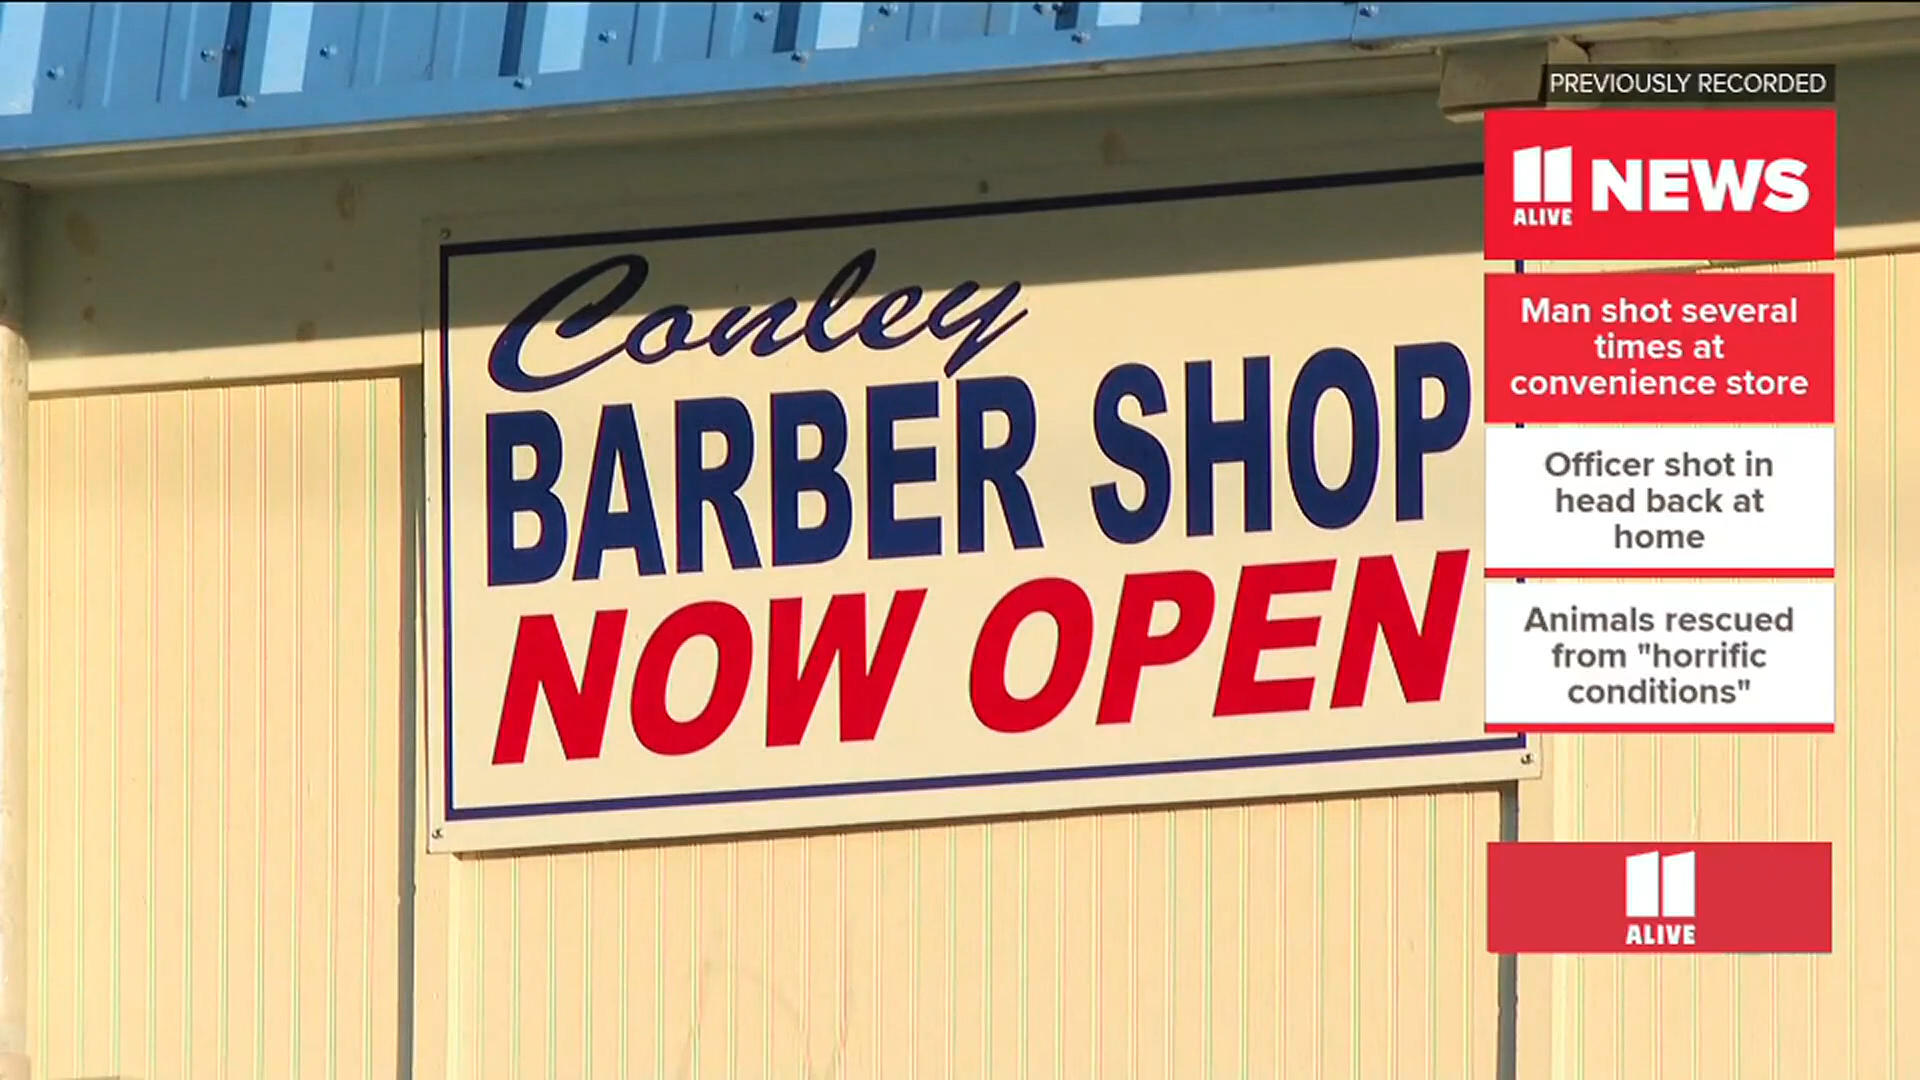 PREVIOUSLY RECORDED
11 ALIVE NEWS
Man shot several
times at
convenience store
Officer shot in
head back at
home
Animals rescued
from "horrific
conditions"
11
ALIVE
Conley
BARBER SHOP
NOW OPEN